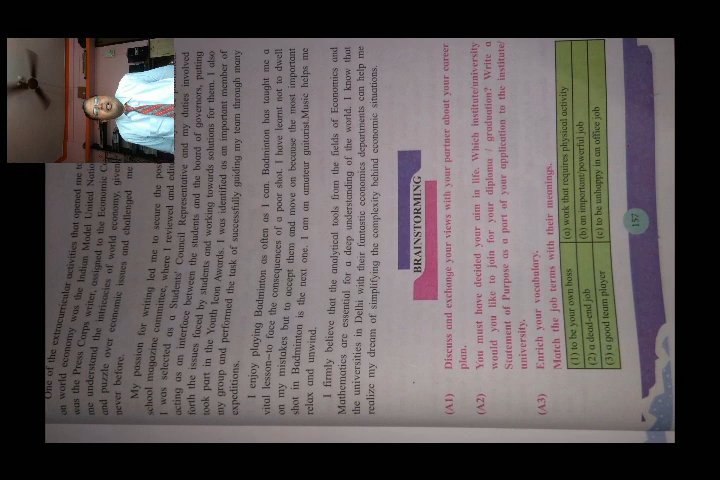 One of the extracurricular activities that opened me to
on world economy was the Indian Model United Natio
was the Press Corps writer, assigned to the Economic C
me understand the intricacies of world economy, given
and puzzle over economic issues and challenged me
never before.
My passion for writing led me to secure the pos
school magazine committee, where I reviewed and edit
I was selected as a Students' Council Representative and my duties involved
acting as an interface between the students and the board of governors, putting
forth the issues faced by students and working towards solutions for them. I also
took part in the Youth Icon Awards. I was identified as an important member of
my group and performed the task of successfully guiding my team through many
expeditions.
I enjoy playing Badminton as often as I can. Badminton has taught me a
vital lesson-to face the consequences of a poor shot. I have learnt not to dwell
on my mistakes but to accept them and move on because the most important
shot in Badminton is the next one. I am an amateur guitarist.Music helps me
relax and unwind.
I firmly believe that the analytical tools from the fields of Economics and
Mathematics are essential for a deep understanding of the world. I know that
the universities in Delhi with their fantastic economics departments can help me
realize my dream of simplifying the complexity behind economic situations.
BRAINSTORMING
(A1) Discuss and exchange your views with your partner about your career
plan.
(A2) You must have decided your aim in life. Which institute/university
would you like to join for your diploma / graduation? Write a
Statement of Purpose as a part of your application to the institute/
university.
(A3) Enrich your vocabulary.
Match the job terms with their meanings.
(1) to be your own boss (a) work that requires physical activity
(2) a dead-end job (b) an important/powerful job
(3) a good team player (c) to be unhappy in an office job
157